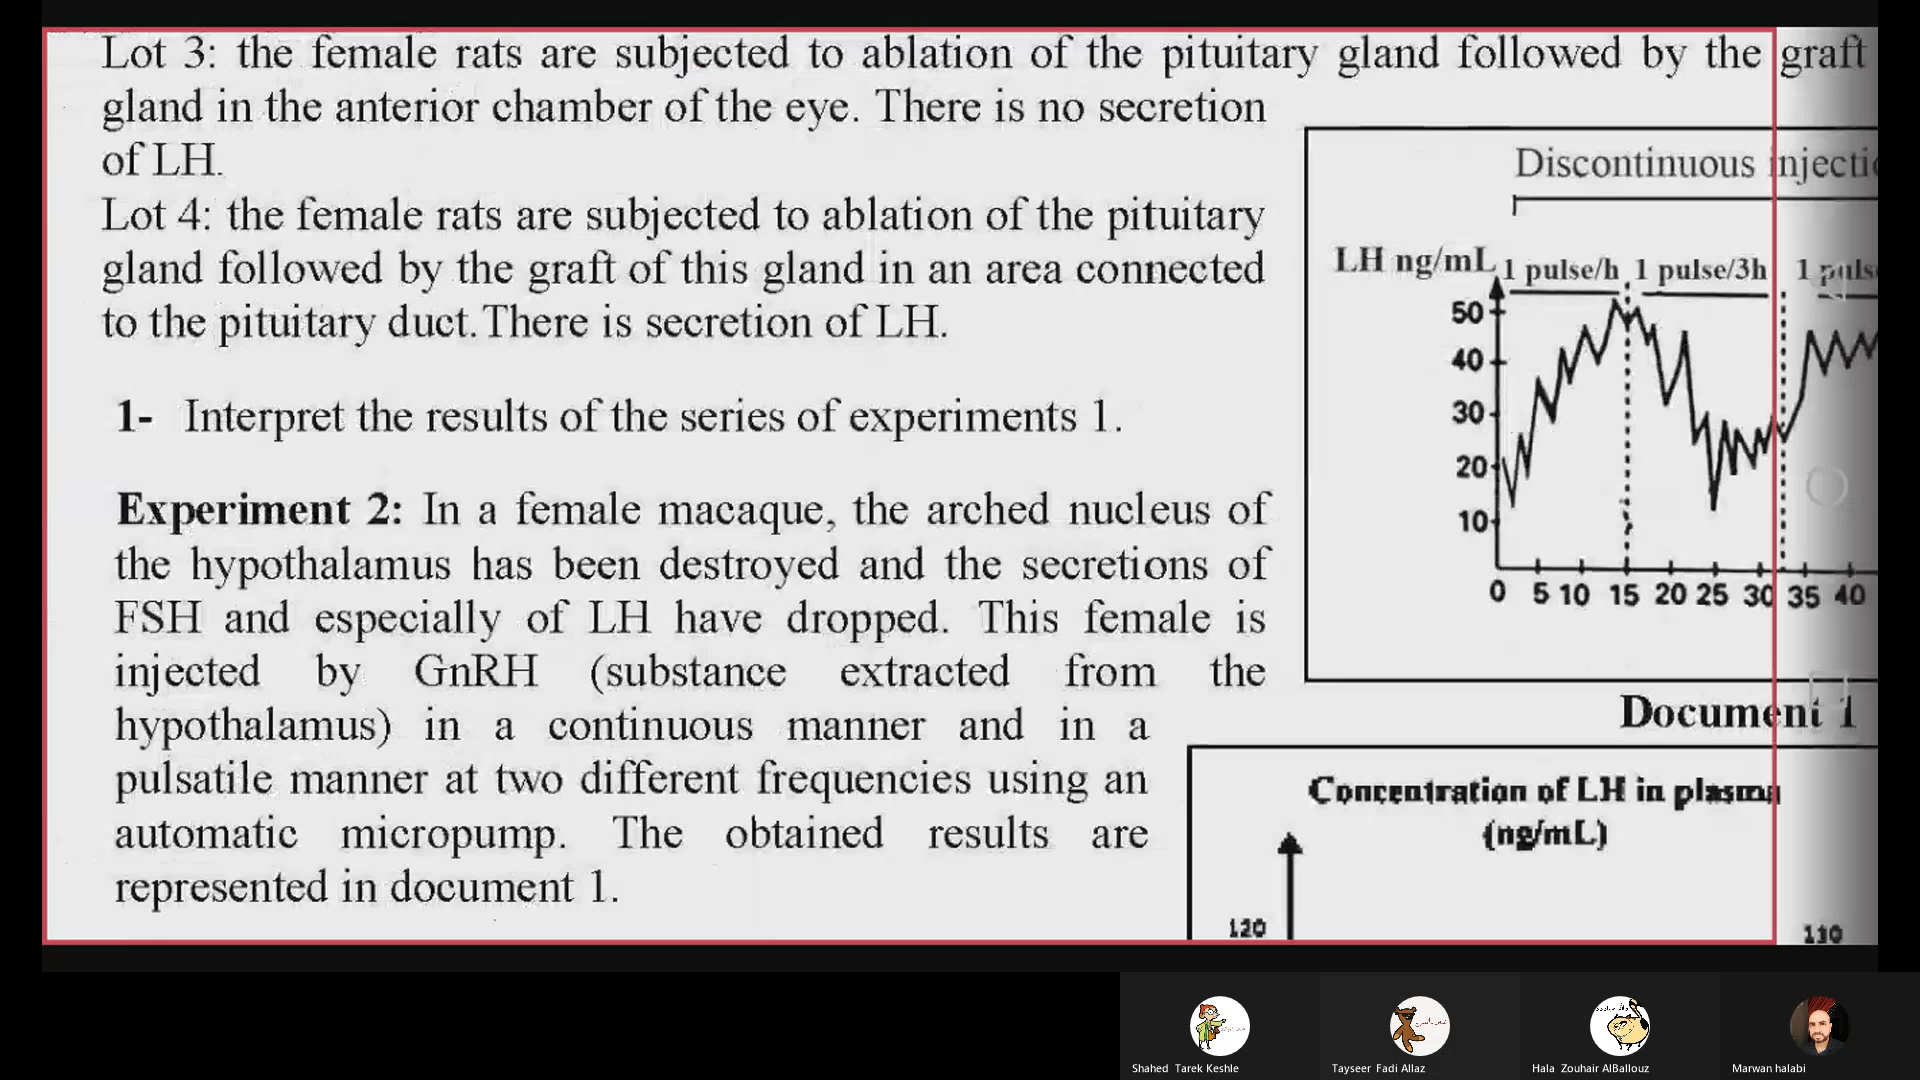 Lot 3: the female rats are subjected to ablation of the pituitary gland followed by the graft
gland in the anterior chamber of the eye. There is no secretion
of LH.
Lot 4: the female rats are subjected to ablation of the pituitary
gland followed by the graft of this gland in an area connected
to the pituitary duct. There is secretion of LH.
1- Interpret the results of the series of experiments 1.
Experiment 2: In a female macaque, the arched nucleus of
the hypothalamus has been destroyed and the secretions of
FSH and especially of LH have dropped. This female is
injected by GnRH (substance extracted from the
hypothalamus) in a continuous manner and in a
pulsatile manner at two different frequencies using an
automatic micropump. The obtained results are
represented in document 1.
Discontinuous injectio
LH ng/mL 1 pulse/h 1 pulse/3h 1 puls
50
40
30
20
10
0 5 10 15 20 25 30 35 40
Document 1
Concentration of LH in plasma
(ng/mL)
120 110
Shahed Tarek Keshle Tayseer Fadi Allaz Hala Zouhair AlBallouz Marwan halabi